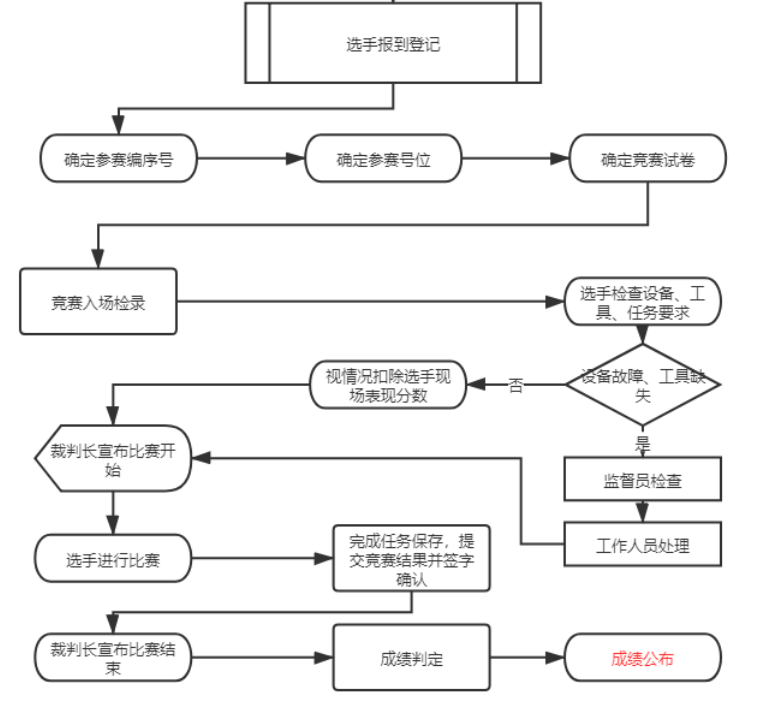 选手报到登记
确定参赛编序号
确定参赛号位
确定竞赛试卷
竞赛入场检录
选手检查设备、工
具、任务要求
设备故障、工具缺
失
否
视情况扣除选手现
场表现分数
是
裁判长宣布比赛开
始
监督员检查
工作人员处理
选手进行比赛
完成任务保存，提
交竞赛结果并签字
确认
裁判长宣布比赛结
束
成绩判定
成绩公布